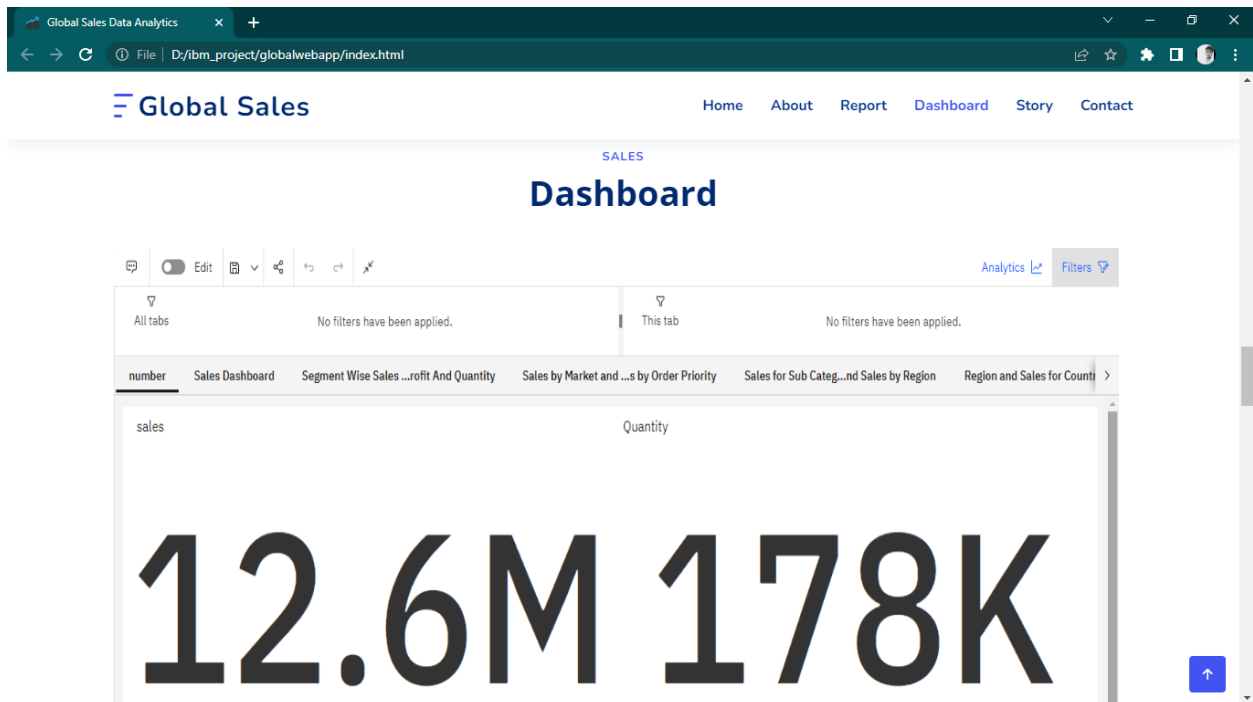 Global Sales Data Analytics
File | D:/ibm_project/globalwebapp/index.html
Global Sales Home About Report Dashboard Story Contact
SALES
Dashboard
Edit Analytics Filters
All tabs No filters have been applied. This tab No filters have been applied.
number Sales Dashboard Segment Wise Sales ...rofit And Quantity Sales by Market and ...s by Order Priority Sales for Sub Categ...nd Sales by Region Region and Sales for Countr
sales Quantity
12.6M 178K